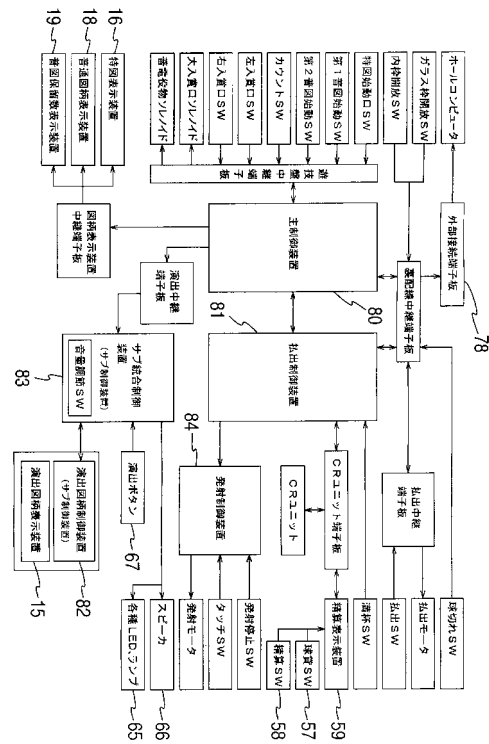 ホールコンピュータ
ガラス枠開放SW
内枠開放SW
特図始動口SW
第1普図始動SW
第2普図始動SW
カウントSW
左入賞口SW
右入賞口SW
大入賞口ソレノイド
普電役物ソレノイド
遊技盤中継端子板
特図表示装置
16
普通図柄表示装置
18
普図保留数表示装置
19
図柄表示装置
中継端子板
外部接続端子板
78
裏配線中継端子板
主制御装置
80
演出中継
端子板
払出制御装置
81
サブ統合制御
装置
(サブ制御装置)
音量調節SW
83
演出ボタン
67
演出図柄制御装置
(サブ制御装置)
82
演出図柄表示装置
15
発射制御装置
84
CRユニット端子板
CRユニット
払出中継
端子板
球切れSW
払出モータ
払出SW
満杯SW
精算表示装置
59
球貸SW
57
精算SW
58
発射停止SW
タッチSW
発射モータ
スピーカ
66
各種LED、ランプ
65